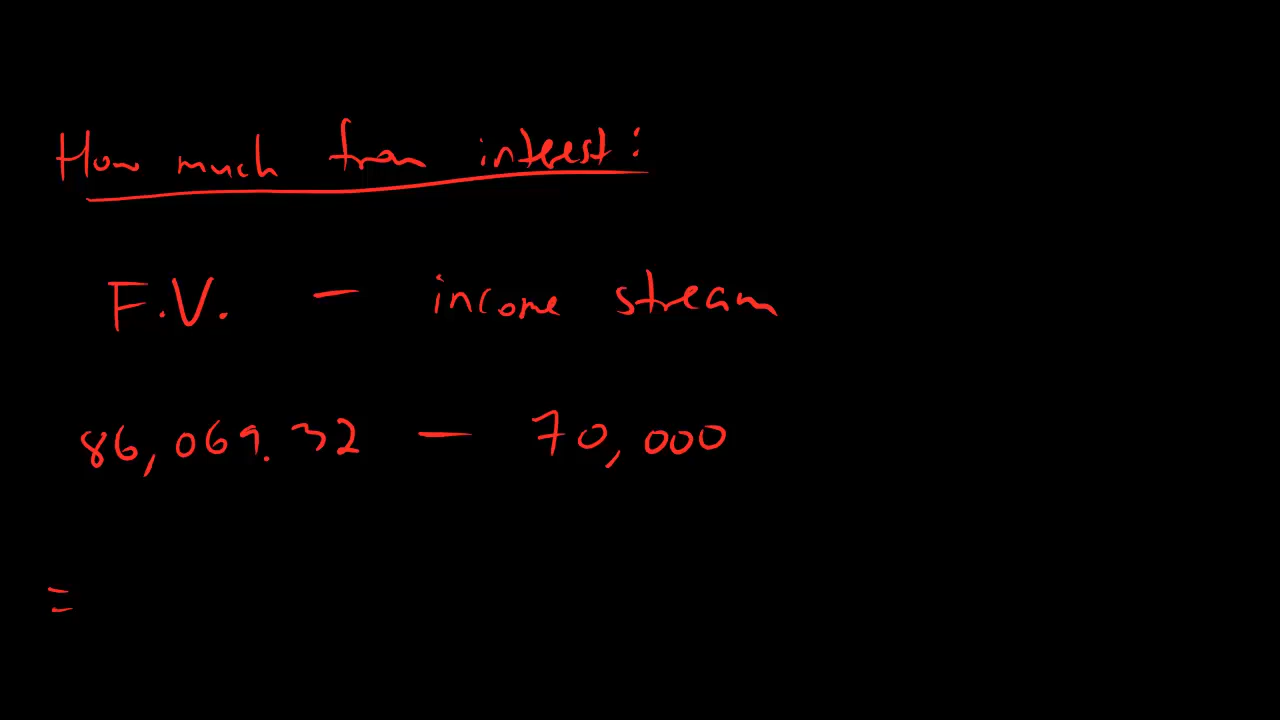 How much from interest:
F.V. — income stream
86,069.32 — 70,000
=